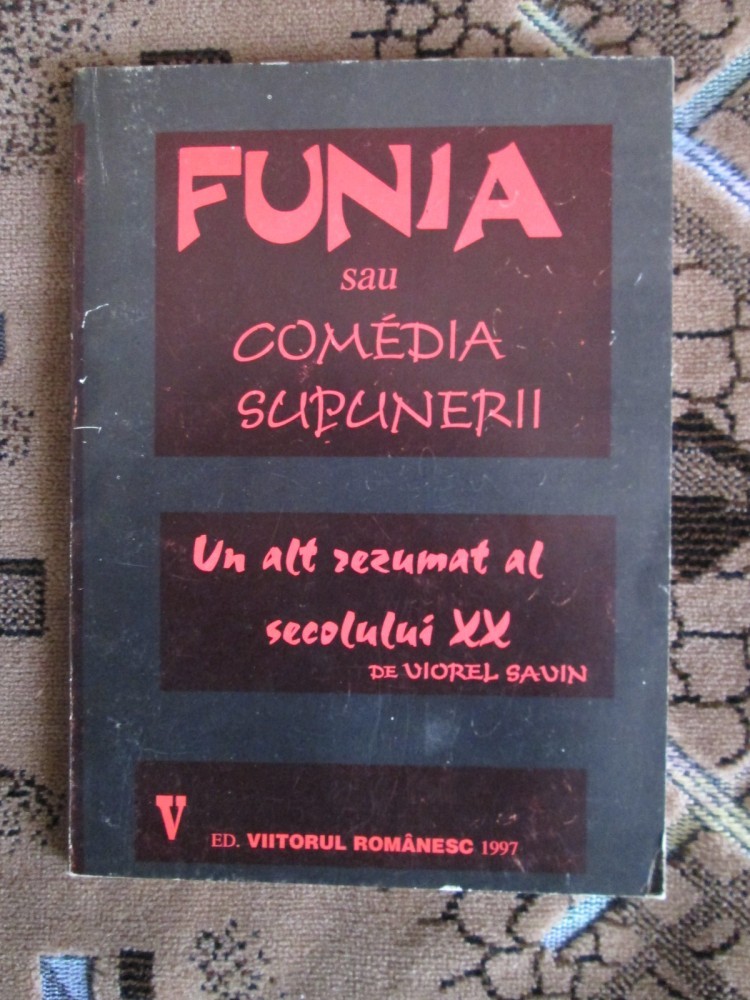 FUNIA
sau
COMÉDIA
SUPUNERII
Un alt rezumat al
secolului XX
DE VIOREL SAVIN
V
ED. VIITORUL ROMÂNESC 1997